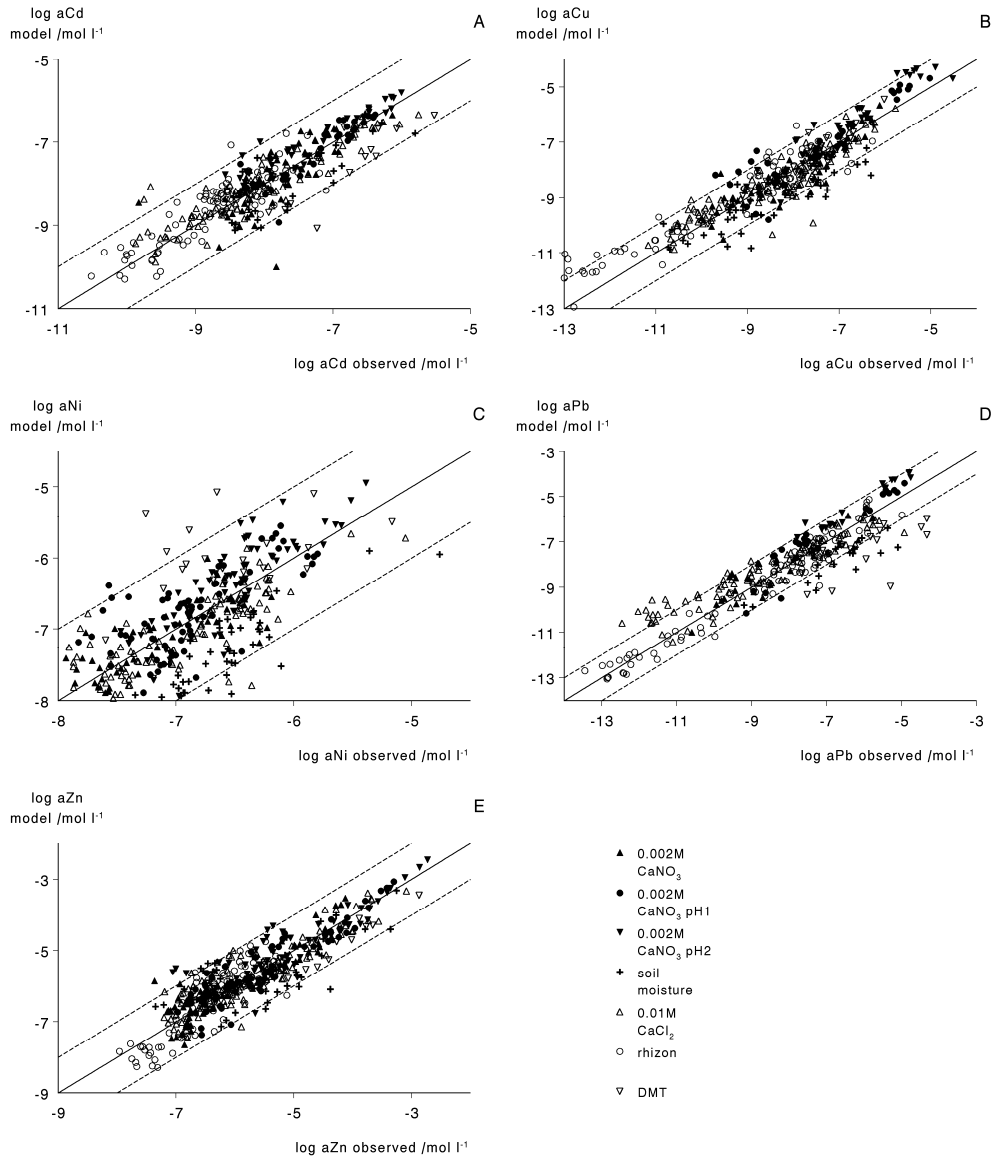 log aCd
model /mol l-1
A
-5
-7
-9
-11
-11 -9 -7 -5
log aCd observed /mol l-1
log aCu
model /mol l-1
B
-5
-7
-9
-11
-13
-13 -11 -9 -7 -5
log aCu observed /mol l-1
log aNi
model /mol l-1
C
-5
-6
-7
-8
-8 -7 -6 -5
log aNi observed /mol l-1
log aPb
model /mol l-1
D
-3
-5
-7
-9
-11
-13
-13 -11 -9 -7 -5 -3
log aPb observed /mol l-1
log aZn
model /mol l-1
E
-3
-5
-7
-9
-9 -7 -5 -3
log aZn observed /mol l-1
0.002M
CaNO3
0.002M
CaNO3 pH1
0.002M
CaNO3 pH2
soil
moisture
0.01M
CaCl2
rhizon
DMT